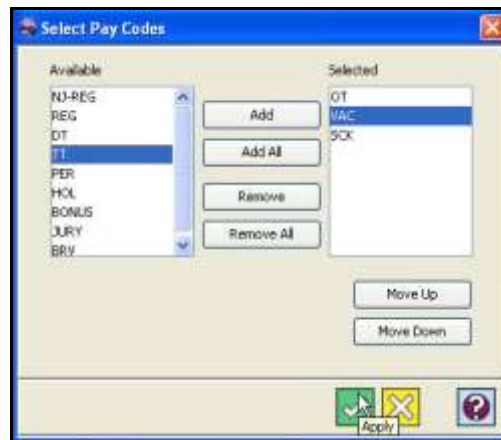 Select Pay Codes
Available
Selected
NJ-REG
REG
DT
TT
PER
HOL
BONUS
JURY
BRV
Add
Add All
Remove
Remove All
OT
VAC
SCK
Move Up
Move Down
Apply